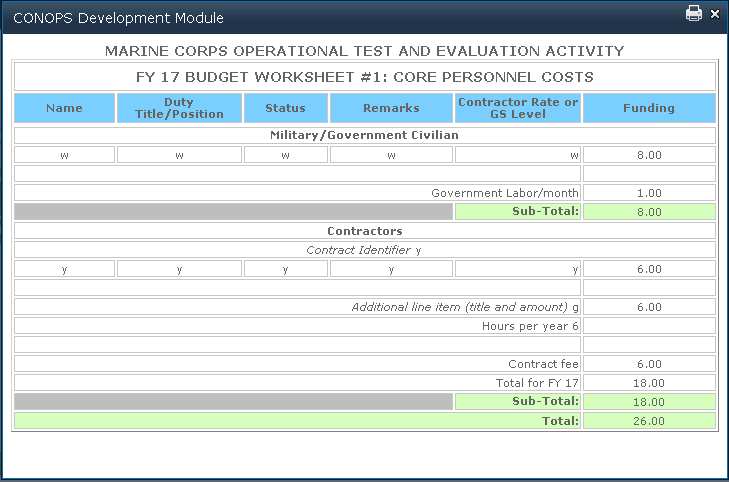 CONOPS Development Module
MARINE CORPS OPERATIONAL TEST AND EVALUATION ACTIVITY
FY 17 BUDGET WORKSHEET #1: CORE PERSONNEL COSTS
Name Duty Title/Position Status Remarks Contractor Rate or GS Level Funding
Military/Government Civilian
w w w w w 8.00
Government Labor/month 1.00
Sub-Total: 8.00
Contractors
Contract Identifier y
y y y y y 6.00
Additional line item (title and amount) g 6.00
Hours per year 6
Contract fee 6.00
Total for FY 17 18.00
Sub-Total: 18.00
Total: 26.00